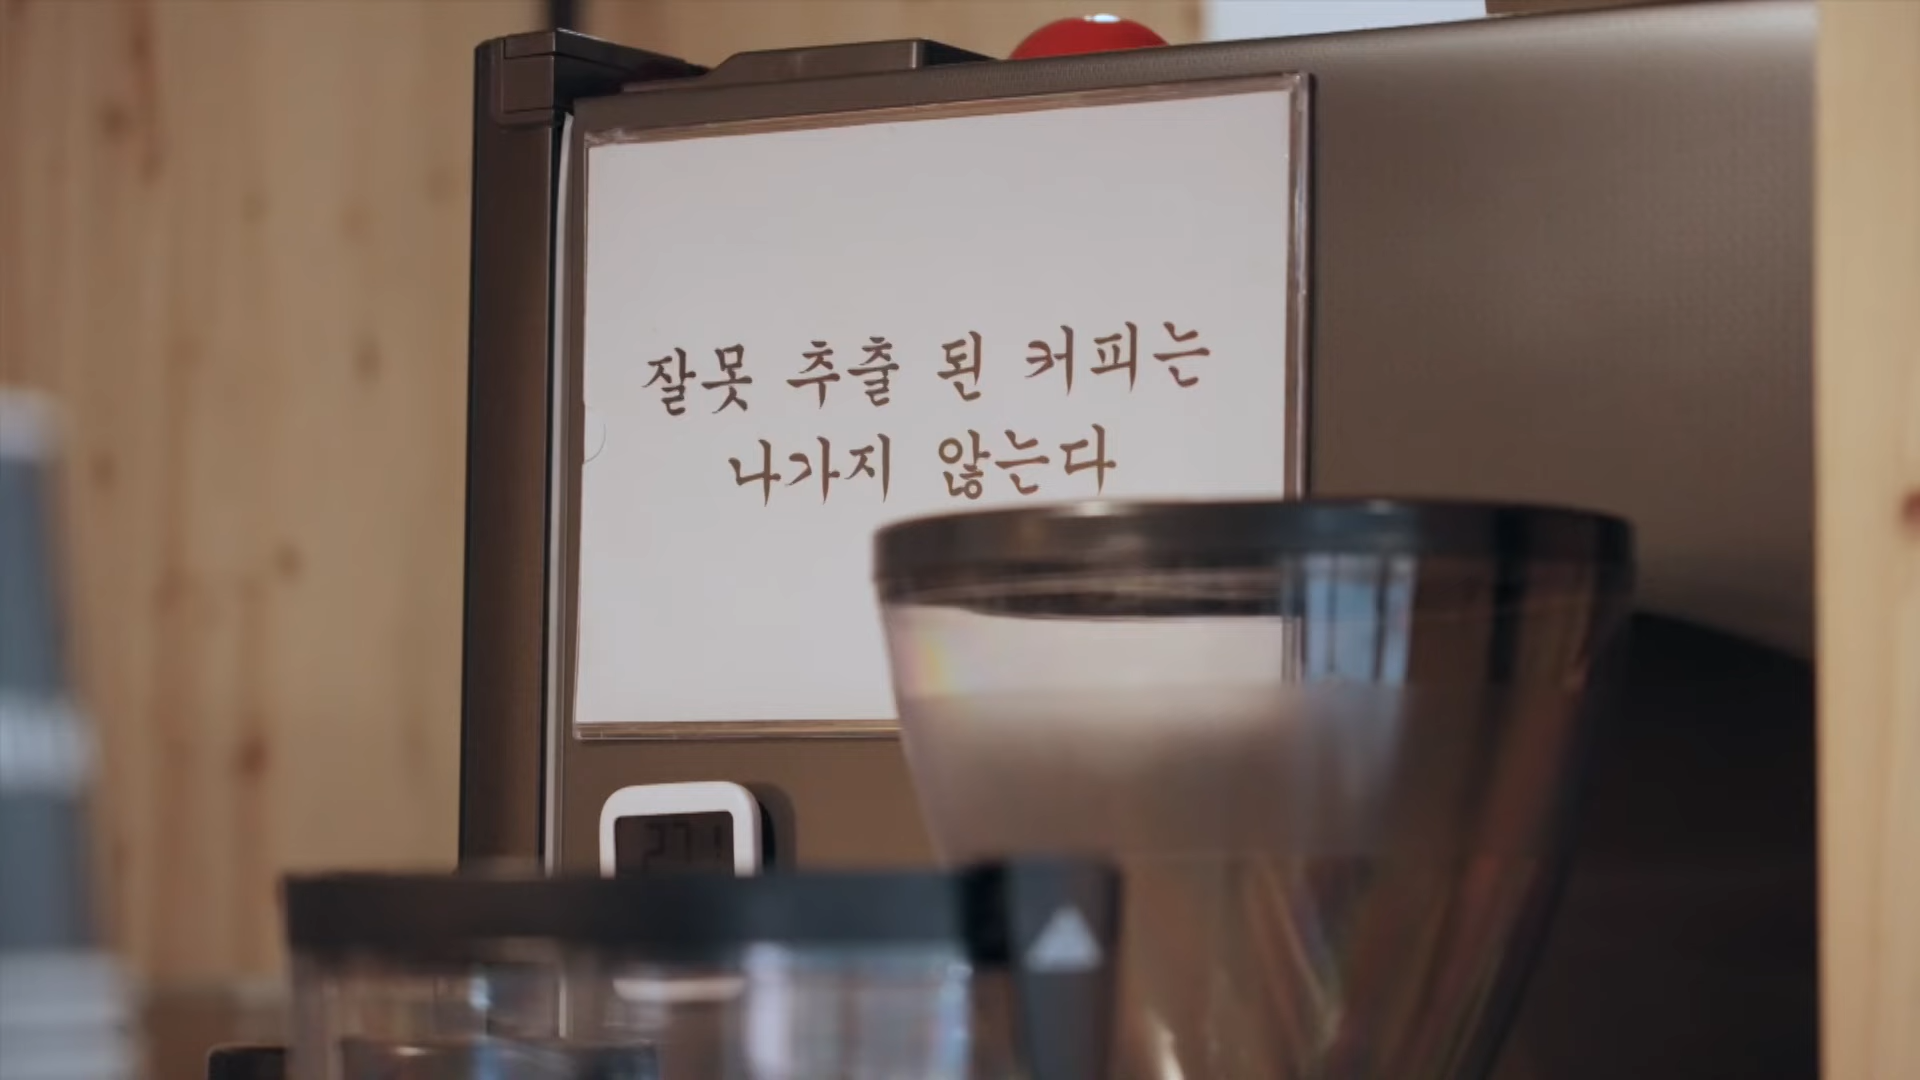 잘못 추출 된 커피는
나가지 않는다